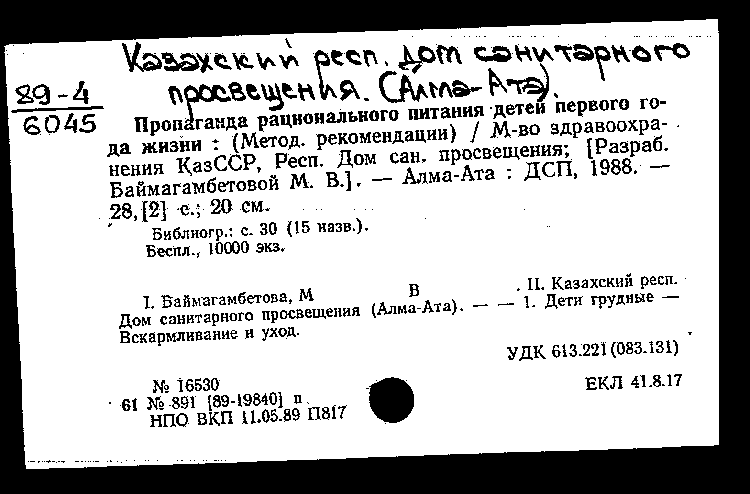 Казахский респ. дом санитарного
просвещения. (Алма-Ата).
89-4
6045
Пропаганда рационального питания детей первого го-
да жизни : (Метод. рекомендации) / М-во здравоохра-
нения КазССР, Респ. Дом сан. просвещения; [Разраб.
Баймагамбетовой М. В.]. — Алма-Ата : ДСП, 1988. —
28,[2] с.; 20 см.
Библиогр.: с. 30 (15 назв.).
Беспл., 10000 экз.
I. Баймагамбетова, М В . II. Казахский респ.
Дом санитарного просвещения (Алма-Ата). — — 1. Дети грудные —
Вскармливание и уход.
УДК 613.221(083.131)
№ 16530
ЕКЛ 41.8.17
61 № 891 [89-19840] п
НПО ВКП 11.05.89 П817